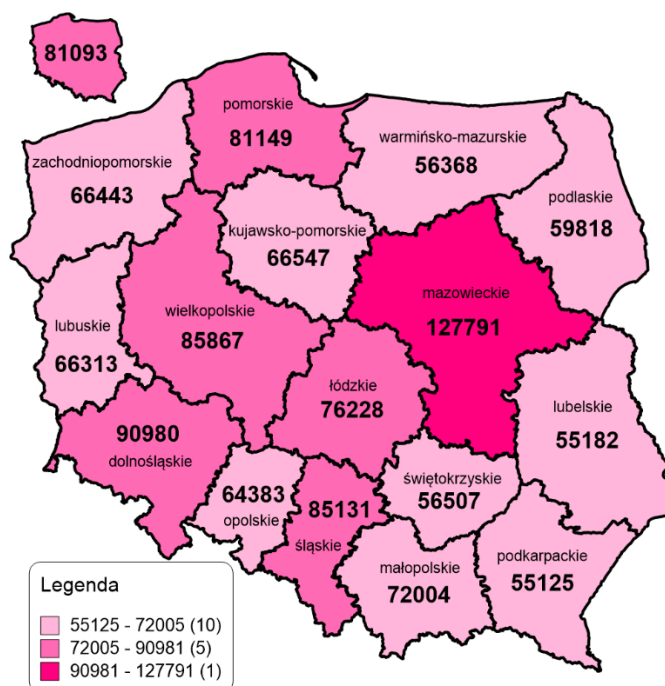 81093
pomorskie
81149
warmińsko-mazurskie
56368
zachodniopomorskie
66443
podlaskie
59818
kujawsko-pomorskie
66547
mazowieckie
127791
wielkopolskie
85867
lubuskie
66313
łódzkie
76228
lubelskie
55182
90980
dolnośląskie
64383
opolskie
85131
śląskie
świętokrzyskie
56507
małopolskie
72004
podkarpackie
55125
Legenda
55125 - 72005 (10)
72005 - 90981 (5)
90981 - 127791 (1)